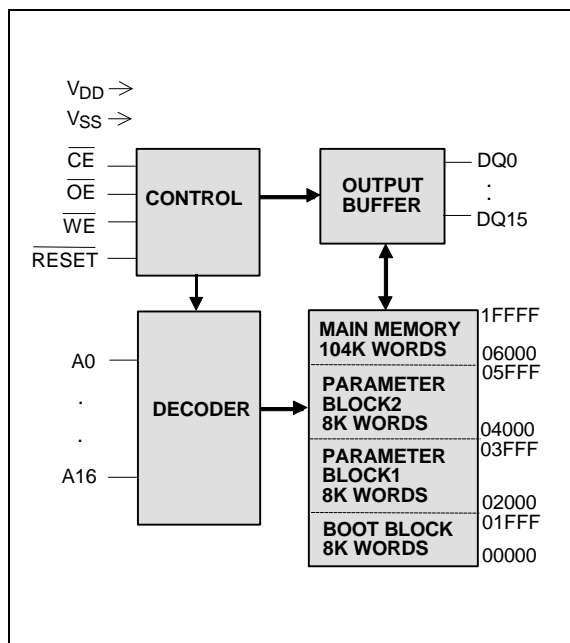 VDD
VSS
CE
OE
WE
RESET
CONTROL
OUTPUT
BUFFER
DQ0
.
.
DQ15
A0
.
.
A16
DECODER
MAIN MEMORY
104K WORDS
PARAMETER
BLOCK2
8K WORDS
PARAMETER
BLOCK1
8K WORDS
BOOT BLOCK
8K WORDS
1FFFF
06000
05FFF
04000
03FFF
02000
01FFF
00000